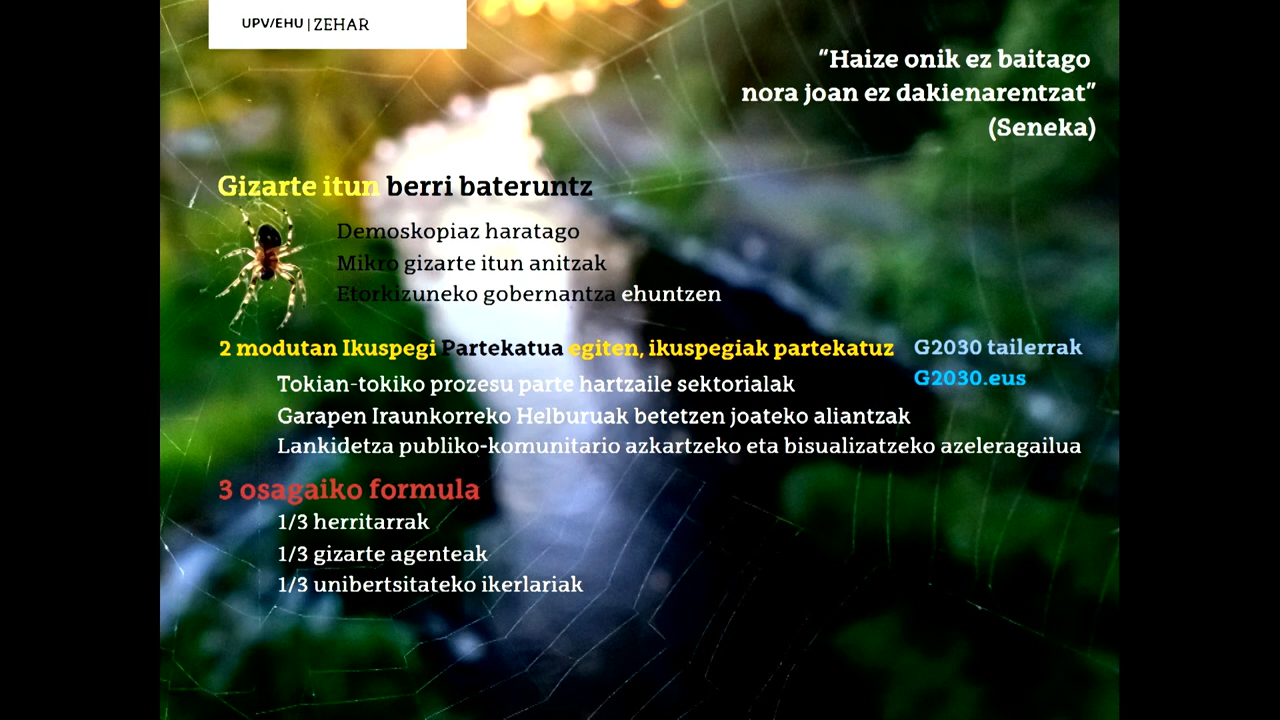 UPV/EHU | ZEHAR
“Haize onik ez baitago
nora joan ez dakienarentzat”
(Seneka)
Gizarte itun berri bateruntz
Demoskopiaz haratago
Mikro gizarte itun anitzak
Etorkizuneko gobernantza ehuntzen
2 modutan Ikuspegi Partekatua egiten, ikuspegiak partekatuz
G2030 tailerrak
G2030.eus
Tokian-tokiko prozesu parte hartzaile sektorialak
Garapen Iraunkorreko Helburuak betetzen joateko aliantzak
Lankidetza publiko-komunitario azkartzeko eta bisualizatzeko azeleragailua
3 osagaiko formula
1/3 herritarrak
1/3 gizarte agenteak
1/3 unibertsitateko ikerlariak